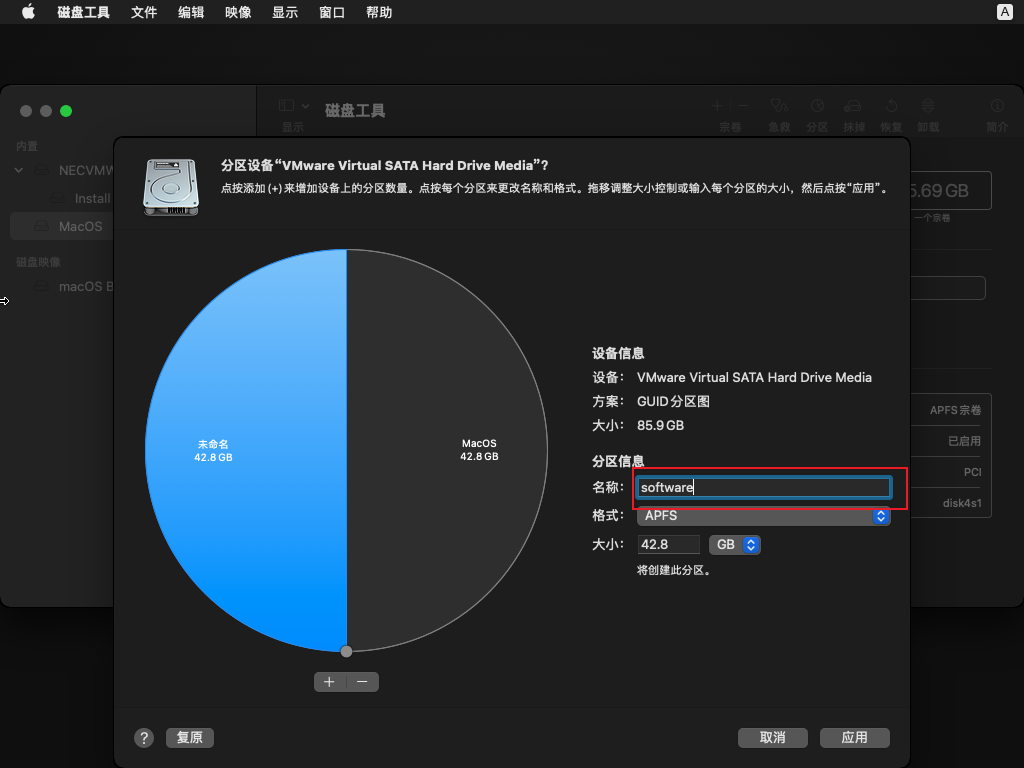 磁盘工具 文件 编辑 映像 显示 窗口 帮助 A
磁盘工具
显示 宗卷 急救 分区 抹掉 恢复 卸载 简介
内置
NECVMW
Install
MacOS
磁盘映像
macOS B
5.69 GB
一个宗卷
APFS宗卷
已启用
PCI
disk4s1
分区设备“VMware Virtual SATA Hard Drive Media”?
点按添加 (+) 来增加设备上的分区数量。点按每个分区来更改名称和格式。拖移调整大小控制或输入每个分区的大小，然后点按“应用”。
未命名
42.8 GB
MacOS
42.8 GB
设备信息
设备： VMware Virtual SATA Hard Drive Media
方案： GUID 分区图
大小： 85.9 GB
分区信息
名称： software
格式： APFS
大小： 42.8 GB
将创建此分区。
+ −
? 复原 取消 应用